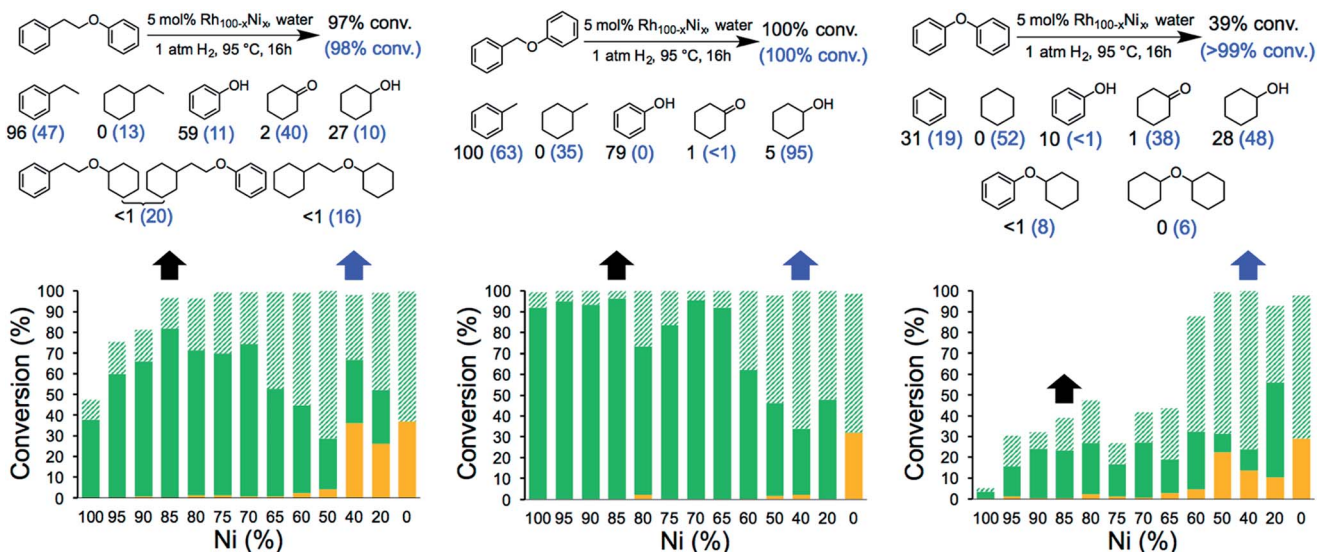 5 mol% Rh100-xNix, water
1 atm H2, 95 °C, 16h
97% conv.
(98% conv.)
OH
O
OH
96 (47) 0 (13) 59 (11) 2 (40) 27 (10)
O O O
<1 (20) <1 (16)
5 mol% Rh100-xNix, water
1 atm H2, 95 °C, 16h
100% conv.
(100% conv.)
OH
O
OH
100 (63) 0 (35) 79 (0) 1 (<1) 5 (95)
O
5 mol% Rh100-xNix, water
1 atm H2, 95 °C, 16h
39% conv.
(>99% conv.)
OH
O
OH
31 (19) 0 (52) 10 (<1) 1 (38) 28 (48)
O O
<1 (8) 0 (6)
Conversion (%)
100
90
80
70
60
50
40
30
20
10
0
100 95 90 85 80 75 70 65 60 50 40 20 0
Ni (%)
Conversion (%)
100
90
80
70
60
50
40
30
20
10
0
100 95 90 85 80 75 70 65 60 50 40 20 0
Ni (%)
Conversion (%)
100
90
80
70
60
50
40
30
20
10
0
100 95 90 85 80 75 70 65 60 50 40 20 0
Ni (%)